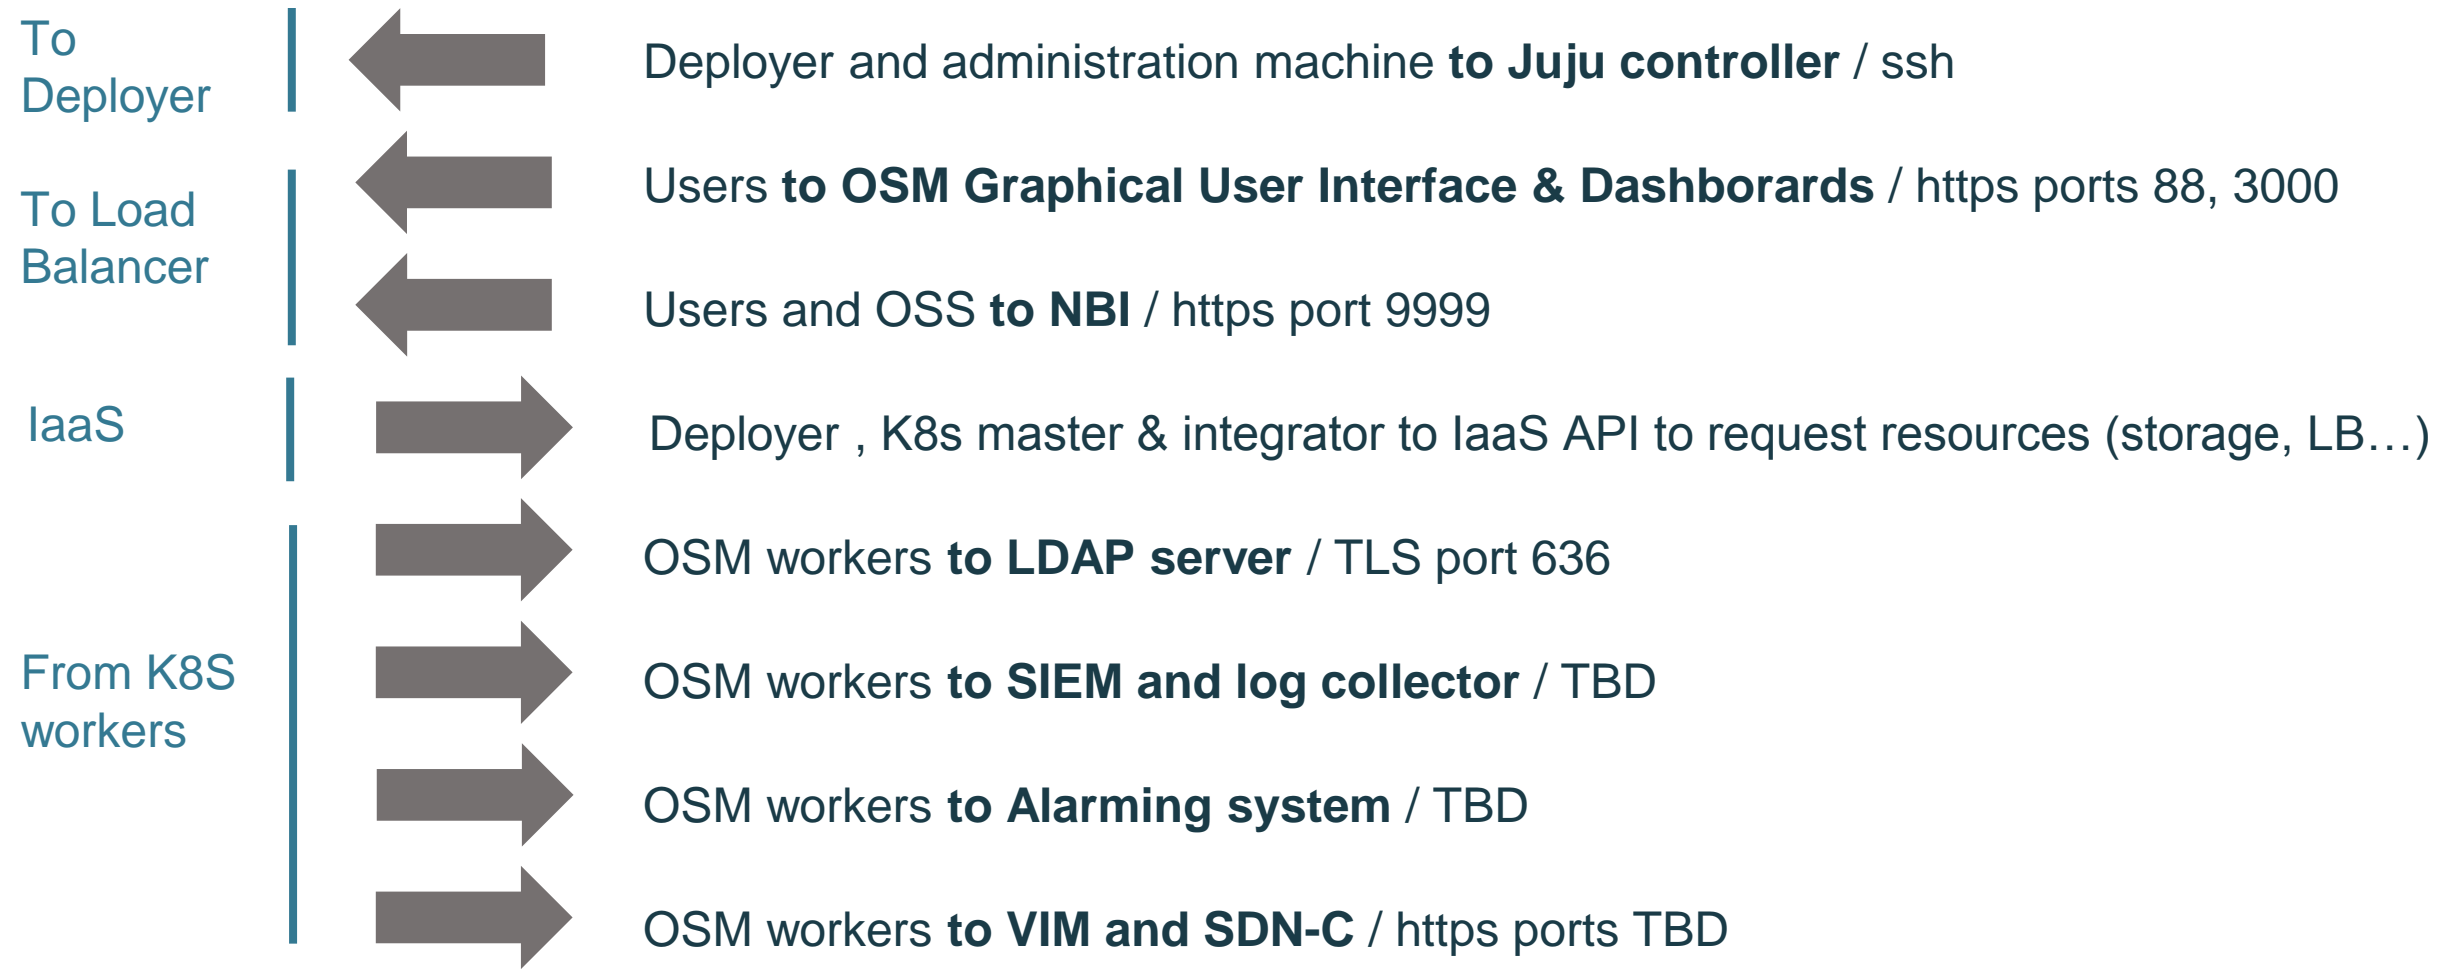 To
Deployer
Deployer and administration machine to Juju controller / ssh
To Load
Balancer
Users to OSM Graphical User Interface & Dashborards / https ports 88, 3000
Users and OSS to NBI / https port 9999
IaaS
Deployer , K8s master & integrator to IaaS API to request resources (storage, LB…)
From K8S
workers
OSM workers to LDAP server / TLS port 636
OSM workers to SIEM and log collector / TBD
OSM workers to Alarming system / TBD
OSM workers to VIM and SDN-C / https ports TBD